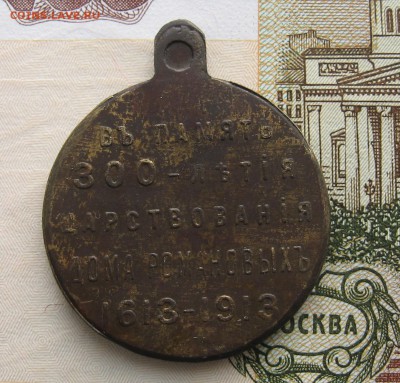 COINS.LAVE.RU
ВЪ ПАМЯТЬ
300-ЛѢТІЯ
ЦАРСТВОВАНІЯ
ДОМА РОМАНОВЫХЪ
1613-1913
МОСКВА